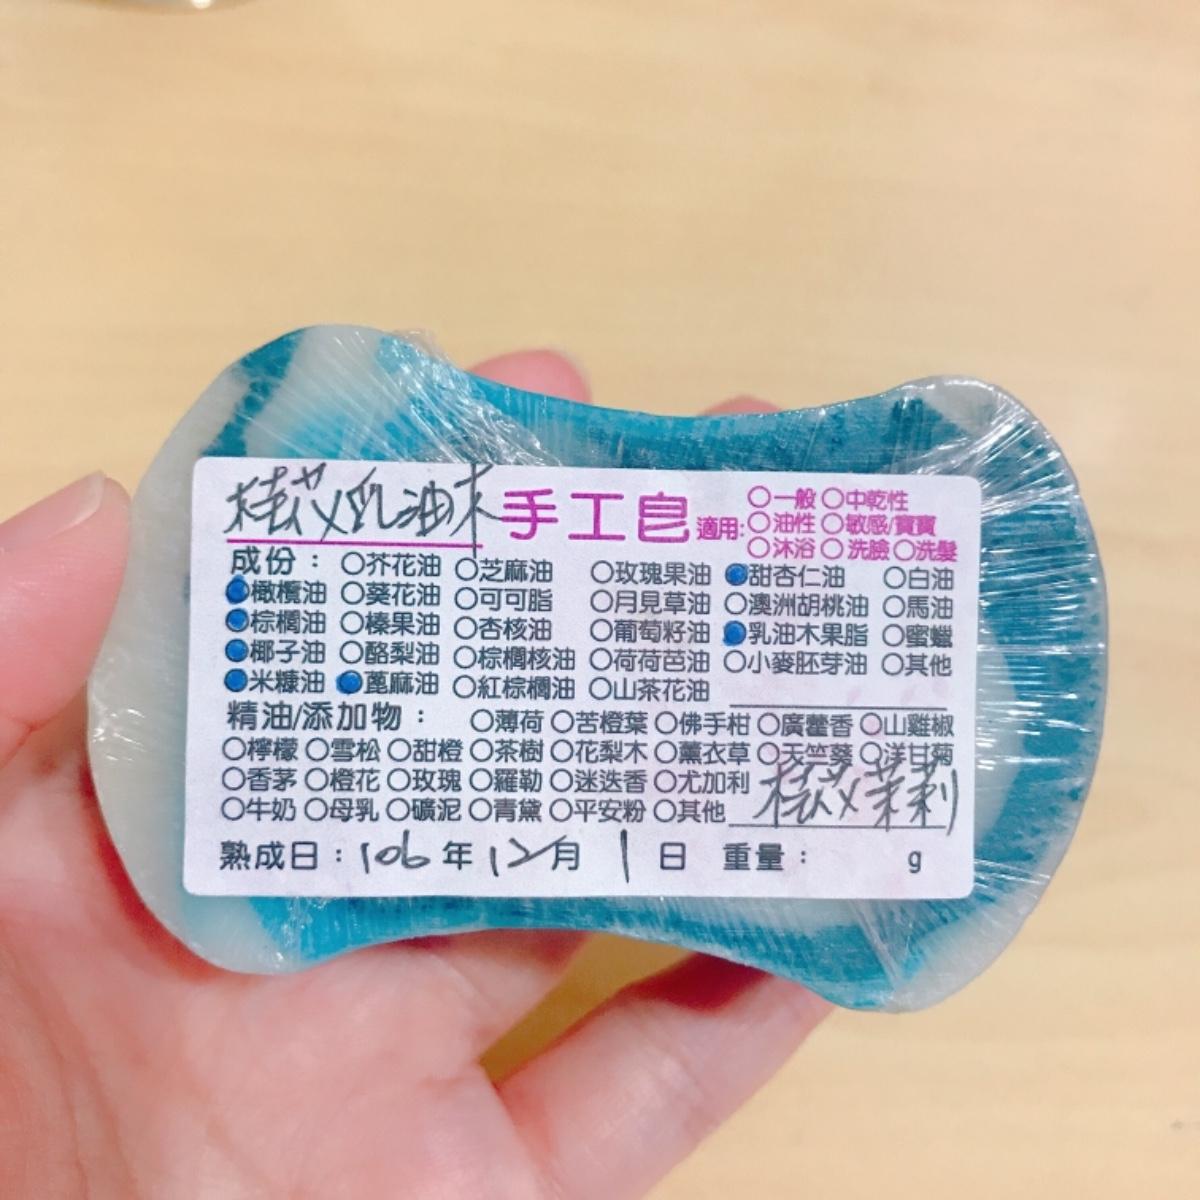 桂花乳油木手工皂 適用: ○一般 ○中乾性
○油性 ○敏感/寶寶
○沐浴 ○洗臉 ○洗髮
成份： ○芥花油 ○芝麻油 ○玫瑰果油 ●甜杏仁油 ○白油
●橄欖油 ○葵花油 ○可可脂 ○月見草油 ○澳洲胡桃油 ○馬油
●棕櫚油 ○榛果油 ○杏核油 ○葡萄籽油 ●乳油木果脂 ○蜜蠟
●椰子油 ○酪梨油 ○棕櫚核油 ○荷荷芭油 ○小麥胚芽油 ○其他
●米糠油 ●蓖麻油 ○紅棕櫚油 ○山茶花油
精油/添加物： ○薄荷 ○苦橙葉 ○佛手柑 ○廣藿香 ○山雞椒
○檸檬 ○雪松 ○甜橙 ○茶樹 ○花梨木 ○薰衣草 ○天竺葵 ○洋甘菊
○香茅 ○橙花 ○玫瑰 ○羅勒 ○迷迭香 ○尤加利
○牛奶 ○母乳 ○礦泥 ○青黛 ○平安粉 ○其他 桂花茉莉
熟成日：106年12月1日 重量： g